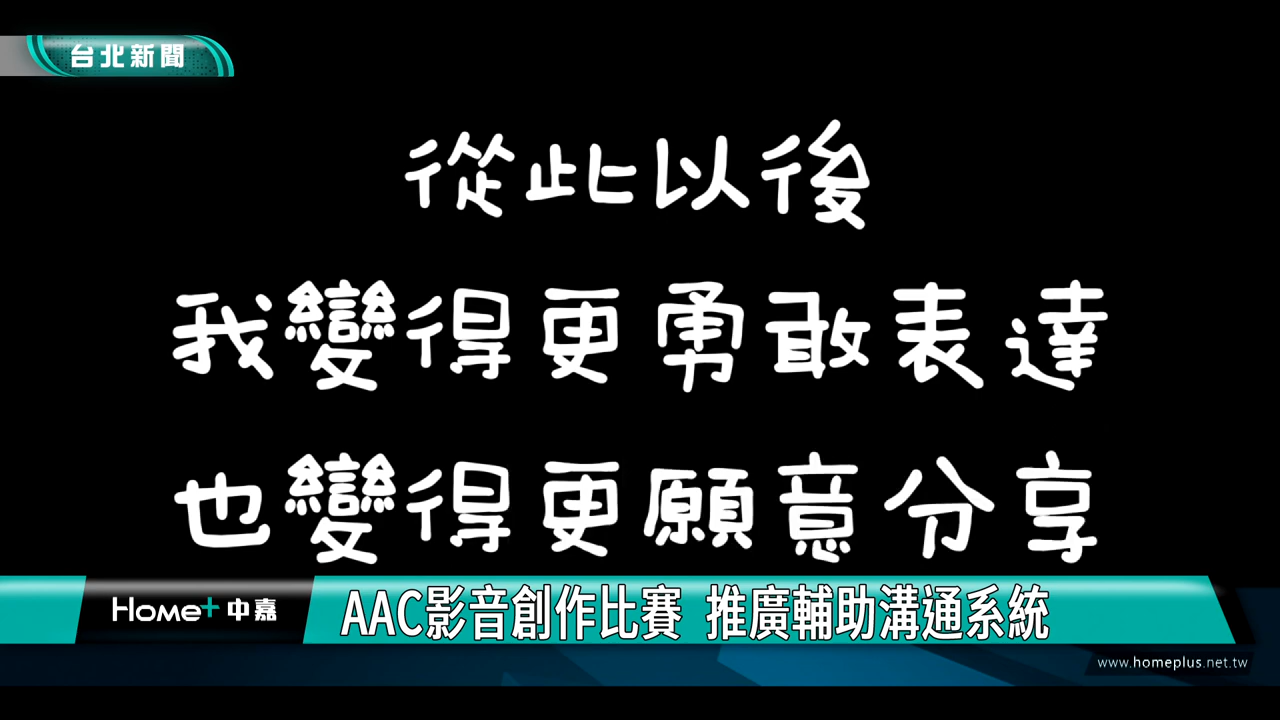 台北新聞
從此以後
我變得更勇敢表達
也變得更願意分享
Home+中嘉
AAC影音創作比賽 推廣輔助溝通系統
www.homeplus.net.tw